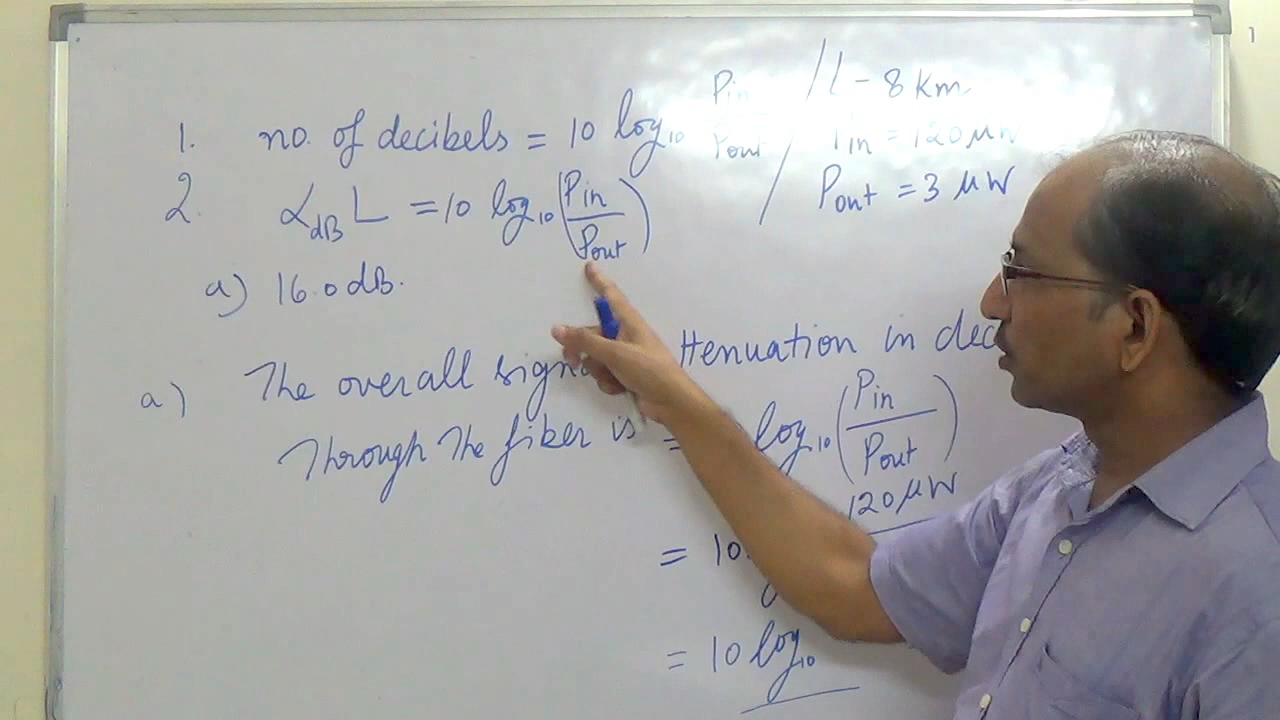 1. no. of decibels = 10 log10 Pin/Pout
/ L - 8 km
Pin = 120 μW
Pout = 3 μW
2. αdB L = 10 log10 (Pin/Pout)
a) 16.0 dB.
a) The overall signal attenuation in dec
Through The fiber is = log10 (Pin/Pout)
= 10 120 μW
= 10 log10